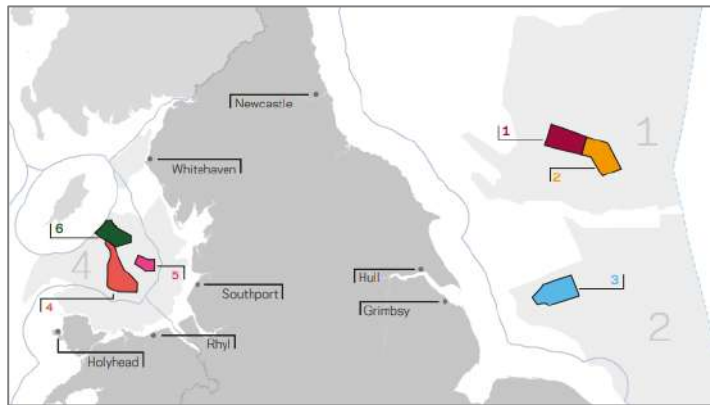 Newcastle
1
1
2
Whitehaven
6
4
5
3
Hull
Southport
4
Grimsby
2
Rhyl
Holyhead